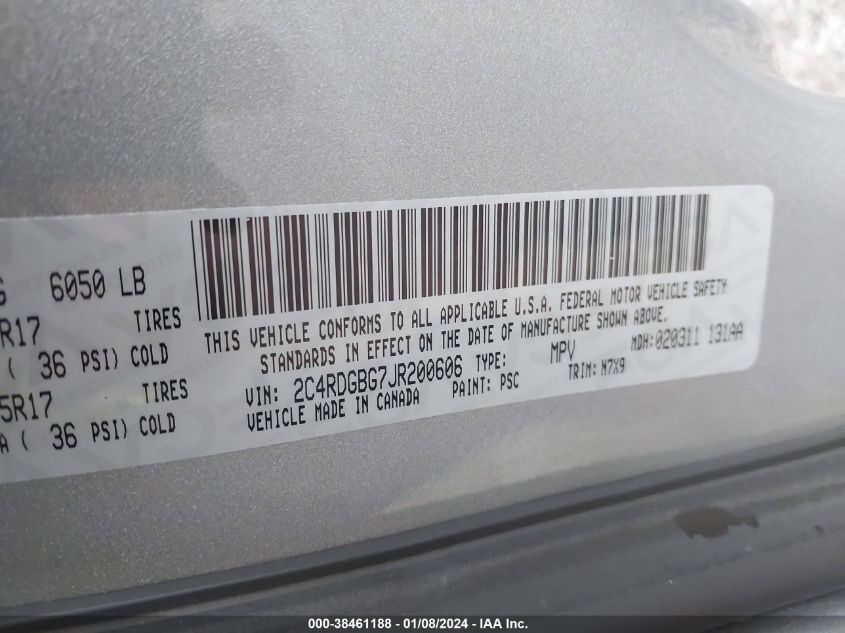 6050 LB
R17 TIRES
( 36 PSI) COLD
5R17 TIRES
A ( 36 PSI) COLD
THIS VEHICLE CONFORMS TO ALL APPLICABLE U.S.A. FEDERAL MOTOR VEHICLE SAFETY
STANDARDS IN EFFECT ON THE DATE OF MANUFACTURE SHOWN ABOVE.
MDH: 020311 131AA
VIN: 2C4RDGBG7JR200606 TYPE: MPV
VEHICLE MADE IN CANADA PAINT: PSC TRIM: N7X9
000-38461188 - 01/08/2024 - IAA Inc.